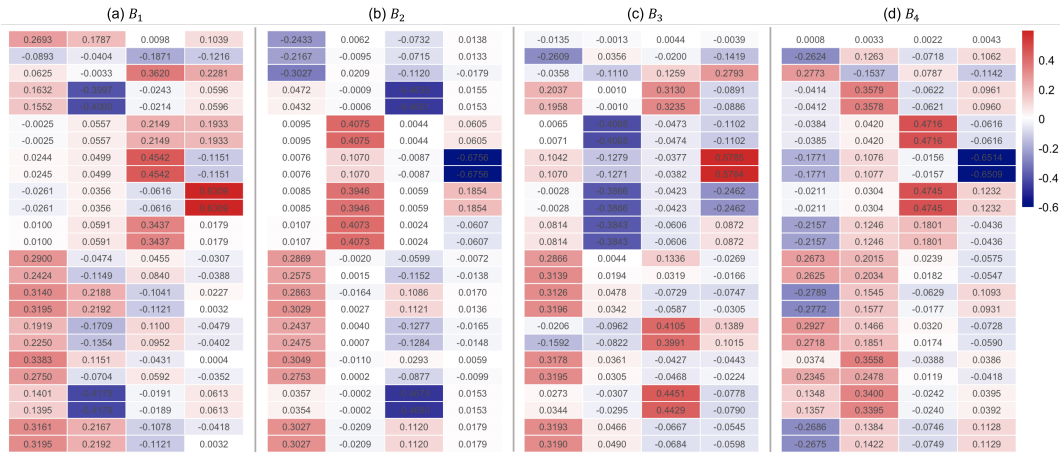 (a) B₁ (b) B₂ (c) B₃ (d) B₄
0.2693 0.1787 0.0098 0.1039 -0.2433 0.0062 -0.0732 0.0138 -0.0135 -0.0013 0.0044 -0.0039 0.0008 0.0033 0.0022 0.0043
-0.0893 -0.0404 -0.1871 -0.1216 -0.2167 -0.0095 -0.0715 0.0133 -0.2609 0.0356 -0.0200 -0.1419 -0.2624 0.1263 -0.0718 0.1062
0.0625 -0.0033 0.3620 0.2281 -0.3027 0.0209 -0.1120 -0.0179 -0.0358 -0.1110 0.1259 0.2793 0.2773 -0.1537 0.0787 -0.1142
0.1632 -0.0243 0.0596 0.0472 -0.0009 0.0155 0.2037 0.0010 0.3130 -0.0891 -0.0414 0.3579 -0.0622 0.0961
0.1552 -0.0214 0.0596 0.0432 -0.0006 0.0153 0.1958 -0.0010 0.3235 -0.0886 -0.0412 0.3578 -0.0621 0.0960
-0.0025 0.0557 0.2149 0.1933 0.0095 0.4075 0.0044 0.0605 0.0065 -0.0473 -0.1102 -0.0384 0.0420 0.4716 -0.0616
-0.0025 0.0557 0.2149 0.1933 0.0095 0.4075 0.0044 0.0605 0.0071 -0.0474 -0.1102 -0.0385 0.0420 0.4716 -0.0616
0.0244 0.0499 0.4542 -0.1151 0.0076 0.1070 -0.0087 -0.6756 0.1042 -0.1279 -0.0377 -0.1771 0.1076 -0.0156 -0.6514
0.0245 0.0499 0.4542 -0.1151 0.0076 0.1070 -0.0087 -0.6756 0.1070 -0.1271 -0.0382 0.5764 -0.1771 0.1077 -0.0157 -0.6509
-0.0261 0.0356 -0.0616 0.0085 0.3946 0.0059 0.1854 -0.0028 -0.3866 -0.0423 -0.2462 -0.0211 0.0304 0.4745 0.1232
-0.0261 0.0356 -0.0616 0.0085 0.3946 0.0059 0.1854 -0.0028 -0.3866 -0.0423 -0.2462 -0.0211 0.0304 0.4745 0.1232
0.0100 0.0591 0.3437 0.0179 0.0107 0.4073 0.0024 -0.0607 0.0814 -0.3843 -0.0606 0.0872 -0.2157 0.1246 0.1801 -0.0436
0.0100 0.0591 0.3437 0.0179 0.0107 0.4073 0.0024 -0.0607 0.0814 -0.3843 -0.0606 0.0872 -0.2157 0.1246 0.1801 -0.0436
0.2900 -0.0474 0.0455 -0.0307 0.2869 -0.0020 -0.0599 -0.0072 0.2866 0.0044 0.1336 -0.0269 0.2673 0.2015 0.0239 -0.0575
0.2424 -0.1149 0.0840 -0.0388 0.2575 0.0015 -0.1152 -0.0138 0.3139 0.0194 0.0319 -0.0166 0.2625 0.2034 0.0182 -0.0547
0.3140 0.2188 -0.1041 0.0227 0.2863 -0.0164 0.1086 0.0170 0.3126 0.0478 -0.0729 -0.0747 -0.2789 0.1545 -0.0629 0.1093
0.3195 0.2192 -0.1121 0.0032 0.3029 0.0027 0.1121 0.0136 0.3196 0.0342 -0.0587 -0.0305 -0.2772 0.1577 -0.0177 0.0931
0.1919 -0.1709 0.1100 -0.0479 0.2437 0.0040 -0.1277 -0.0165 -0.0206 -0.0962 0.4105 0.1389 0.2927 0.1466 0.0320 -0.0728
0.2250 -0.1354 0.0952 -0.0402 0.2475 0.0007 -0.1284 -0.0148 -0.1592 -0.0822 0.3991 0.1015 0.2718 0.1851 0.0174 -0.0590
0.3383 0.1151 -0.0431 0.0004 0.3049 -0.0110 0.0293 0.0059 0.3178 0.0361 -0.0427 -0.0443 0.0374 0.3558 -0.0388 0.0386
0.2750 -0.0704 0.0592 -0.0352 0.2753 0.0002 -0.0877 -0.0099 0.3195 0.0305 -0.0468 -0.0224 0.2345 0.2478 0.0119 -0.0418
0.1401 -0.0191 0.0613 0.0357 -0.0002 0.0153 0.0273 -0.0307 0.4451 -0.0778 0.1348 0.3400 -0.0242 0.0395
0.1395 -0.0189 0.0613 0.0354 -0.0002 0.0153 0.0344 -0.0295 0.4429 -0.0790 0.1357 0.3395 -0.0240 0.0392
0.3161 0.2167 -0.1078 -0.0418 0.3027 -0.0209 0.1120 0.0179 0.3193 0.0466 -0.0667 -0.0545 -0.2686 0.1384 -0.0746 0.1128
0.3195 0.2192 -0.1121 0.0032 0.3027 -0.0209 0.1120 0.0179 0.3190 0.0490 -0.0684 -0.0598 -0.2675 0.1422 -0.0749 0.1129
0.4
0.2
0
-0.2
-0.4
-0.6